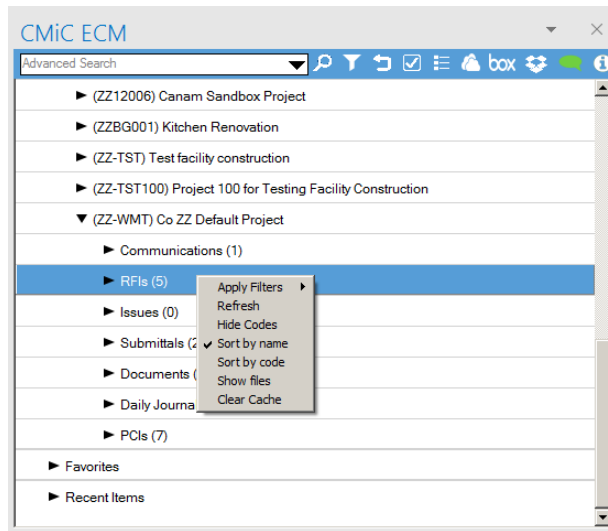 CMiC ECM
Advanced Search
box
(ZZ12006) Canam Sandbox Project
(ZZBG001) Kitchen Renovation
(ZZ-TST) Test facility construction
(ZZ-TST100) Project 100 for Testing Facility Construction
(ZZ-WMT) Co ZZ Default Project
Communications (1)
RFIs (5)
Issues (0)
Submittals (2
Documents (
Daily Journa
PCIs (7)
Favorites
Recent Items
Apply Filters
Refresh
Hide Codes
Sort by name
Sort by code
Show files
Clear Cache